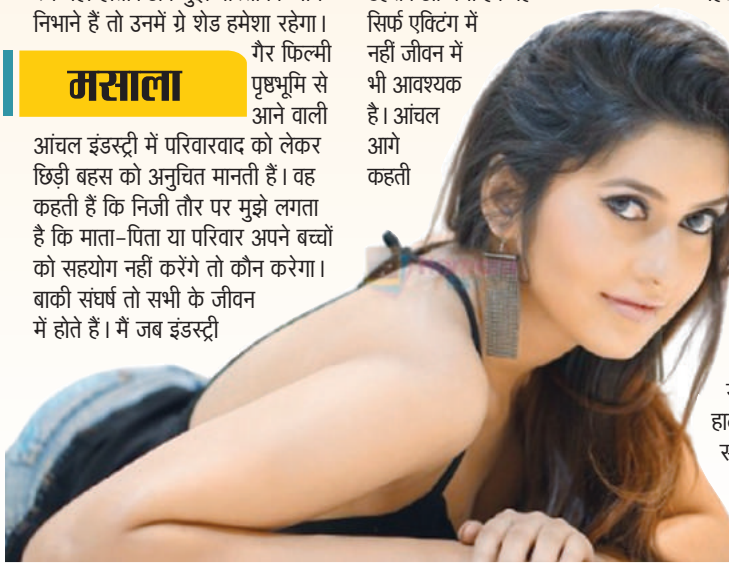 निभाने हैं तो उनमें ग्रे शेड हमेशा रहेगा।
मसाला
गैर फिल्मी
पृष्ठभूमि से
आने वाली
आंचल इंडस्ट्री में परिवारवाद को लेकर
छिड़ी बहस को अनुचित मानती हैं। वह
कहती हैं कि निजी तौर पर मुझे लगता
है कि माता-पिता या परिवार अपने बच्चों
को सहयोग नहीं करेंगे तो कौन करेगा।
बाकी संघर्ष तो सभी के जीवन
में होते हैं। मैं जब इंडस्ट्री
सिर्फ एक्टिंग में
नहीं जीवन में
भी आवश्यक
है। आंचल
आगे
कहती